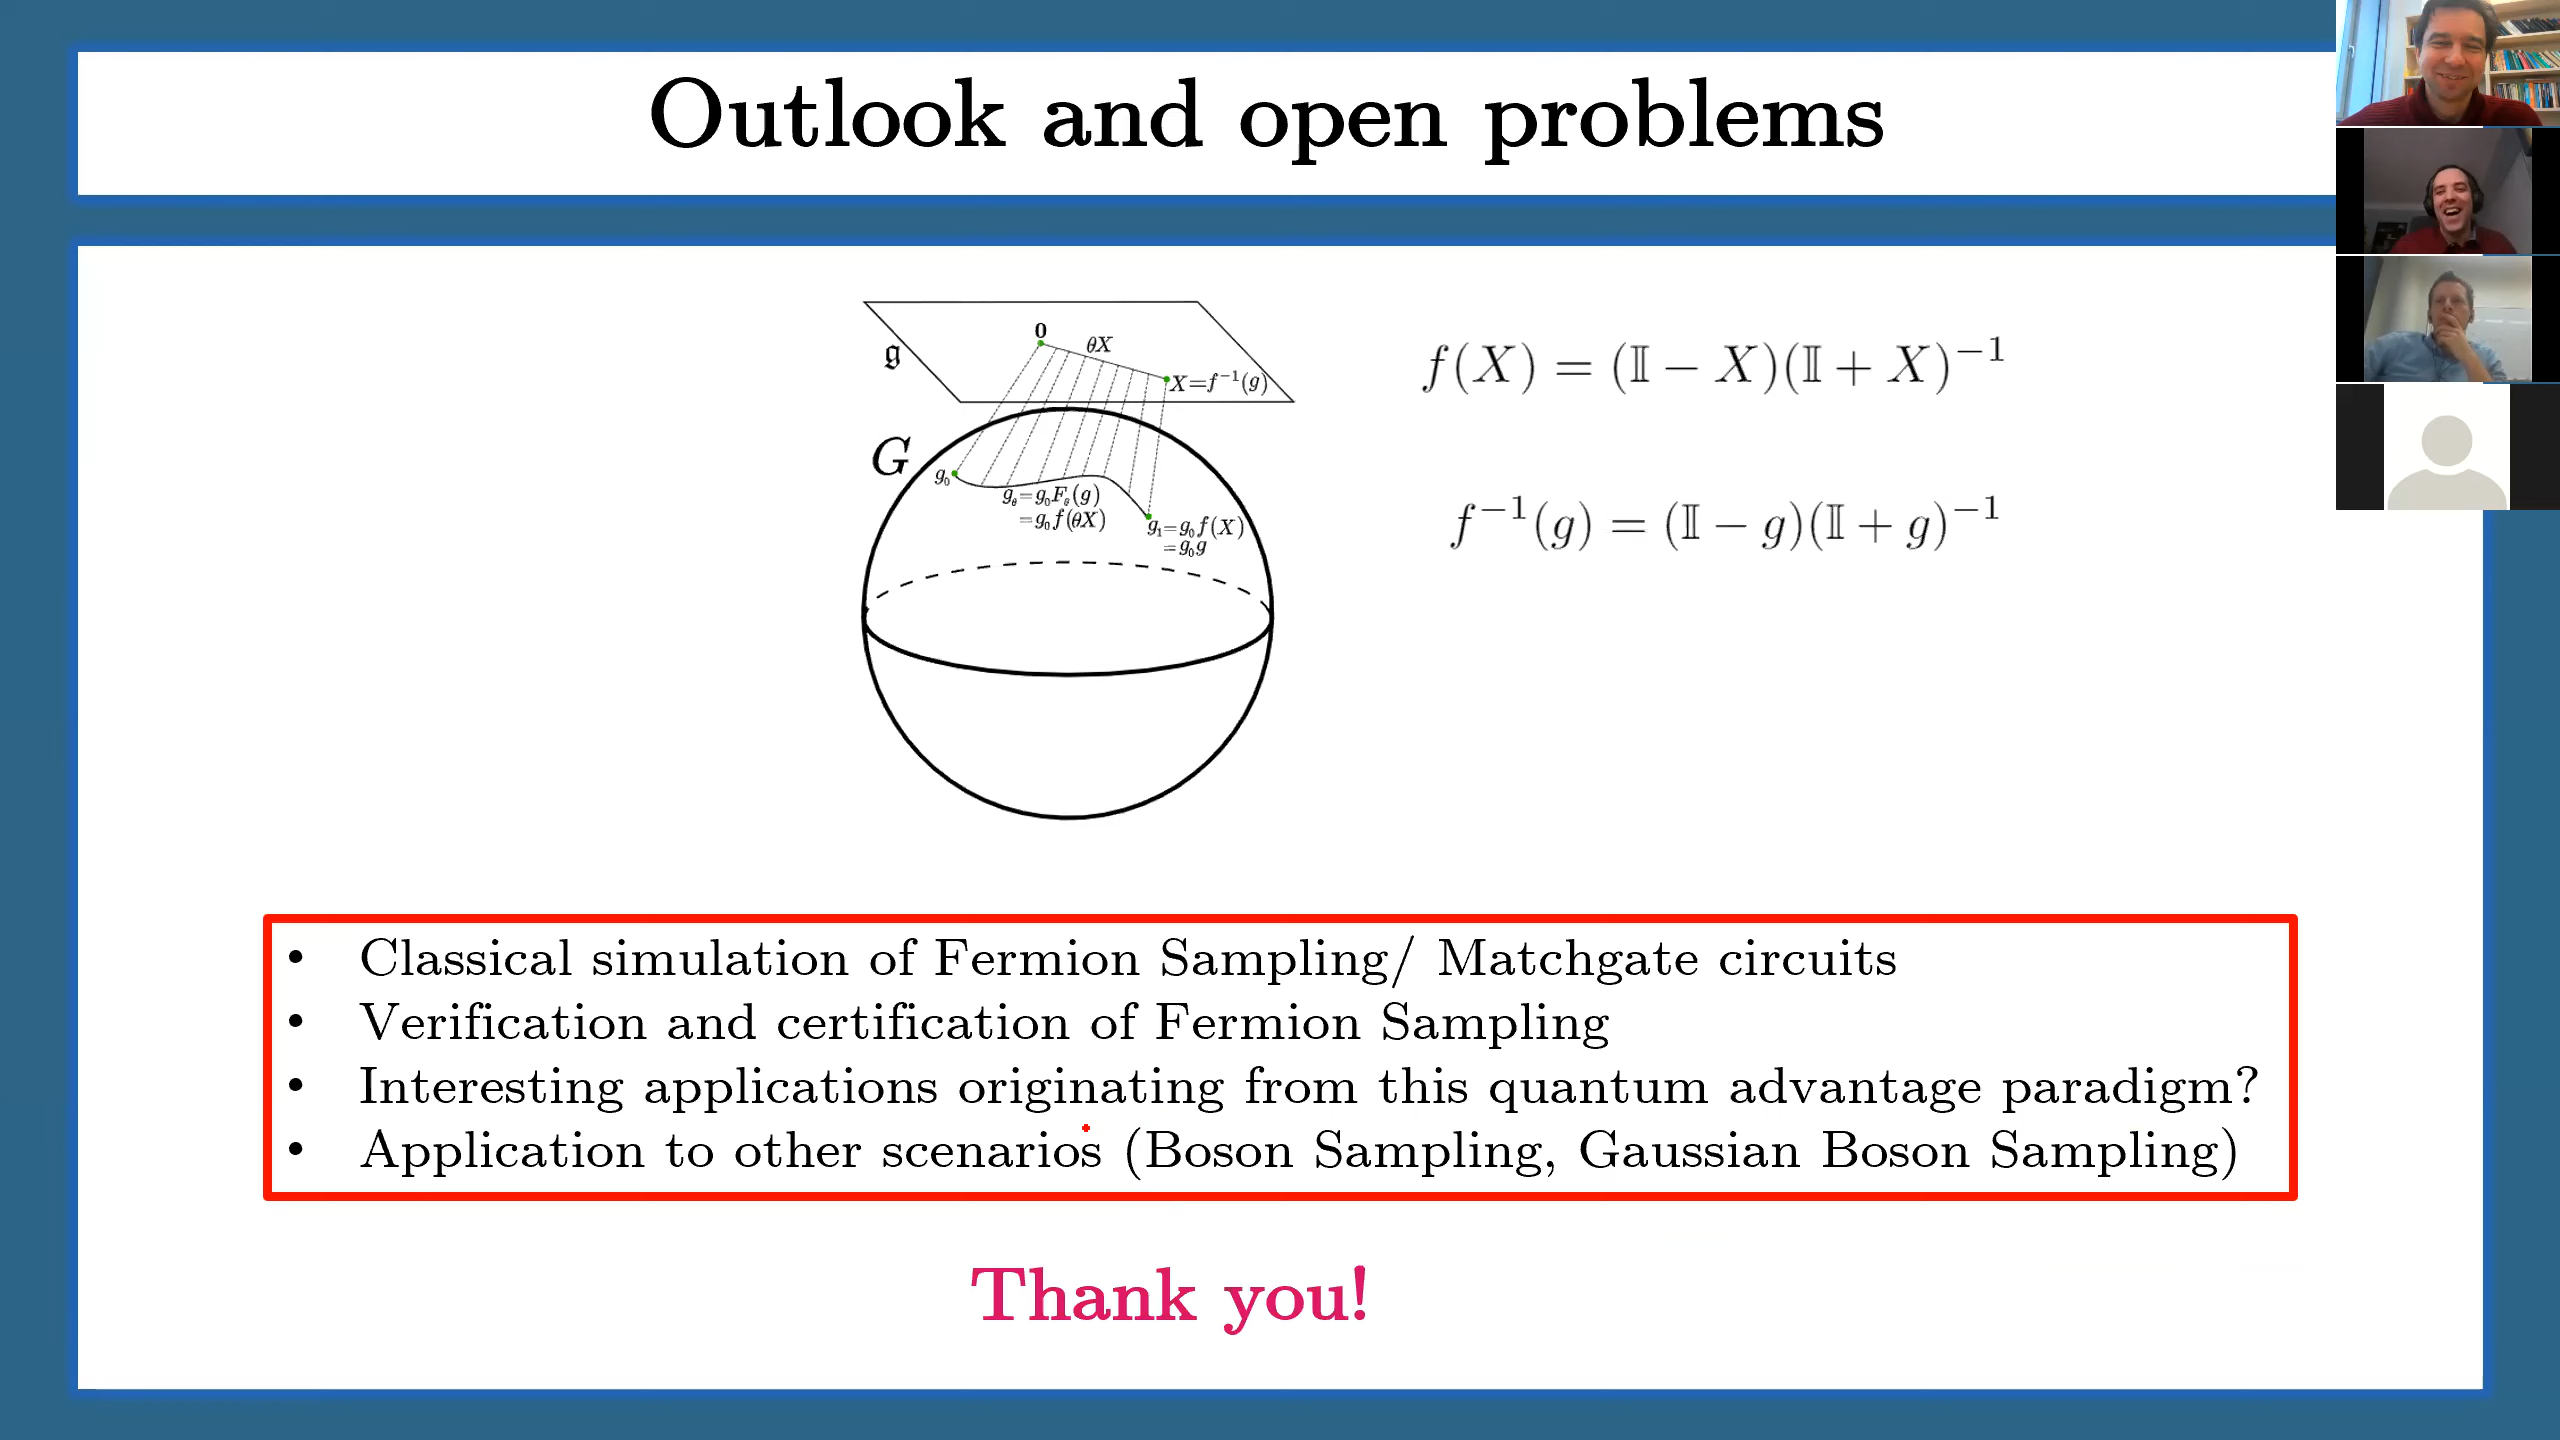 Outlook and open problems
0
θX
𝔤
X=f⁻¹(g)
G
g₀
g_θ=g₀F_θ(g)
=g₀f(θX)
g₁=g₀f(X)
=g₀g
f(X) = (𝕀 − X)(𝕀 + X)⁻¹
f⁻¹(g) = (𝕀 − g)(𝕀 + g)⁻¹
• Classical simulation of Fermion Sampling/ Matchgate circuits
• Verification and certification of Fermion Sampling
• Interesting applications originating from this quantum advantage paradigm?
• Application to other scenarios (Boson Sampling, Gaussian Boson Sampling)
Thank you!